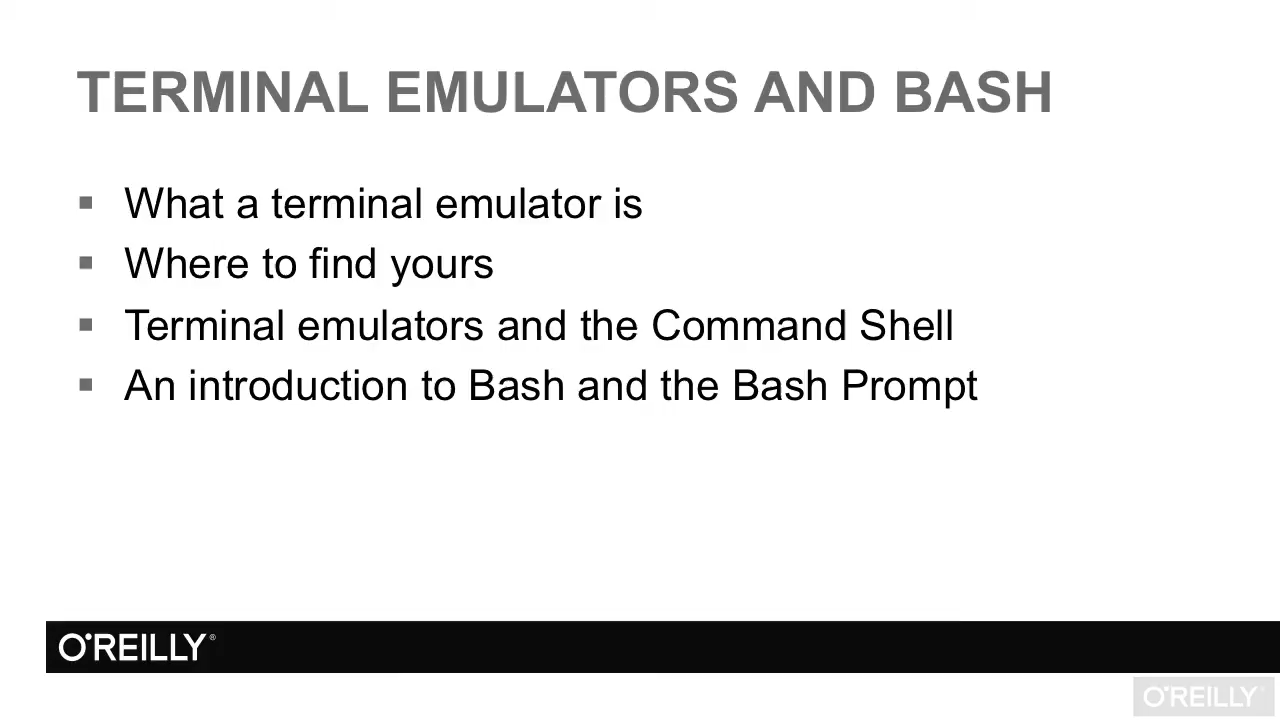 TERMINAL EMULATORS AND BASH
▪ What a terminal emulator is
▪ Where to find yours
▪ Terminal emulators and the Command Shell
▪ An introduction to Bash and the Bash Prompt
O'REILLY®
O'REILLY